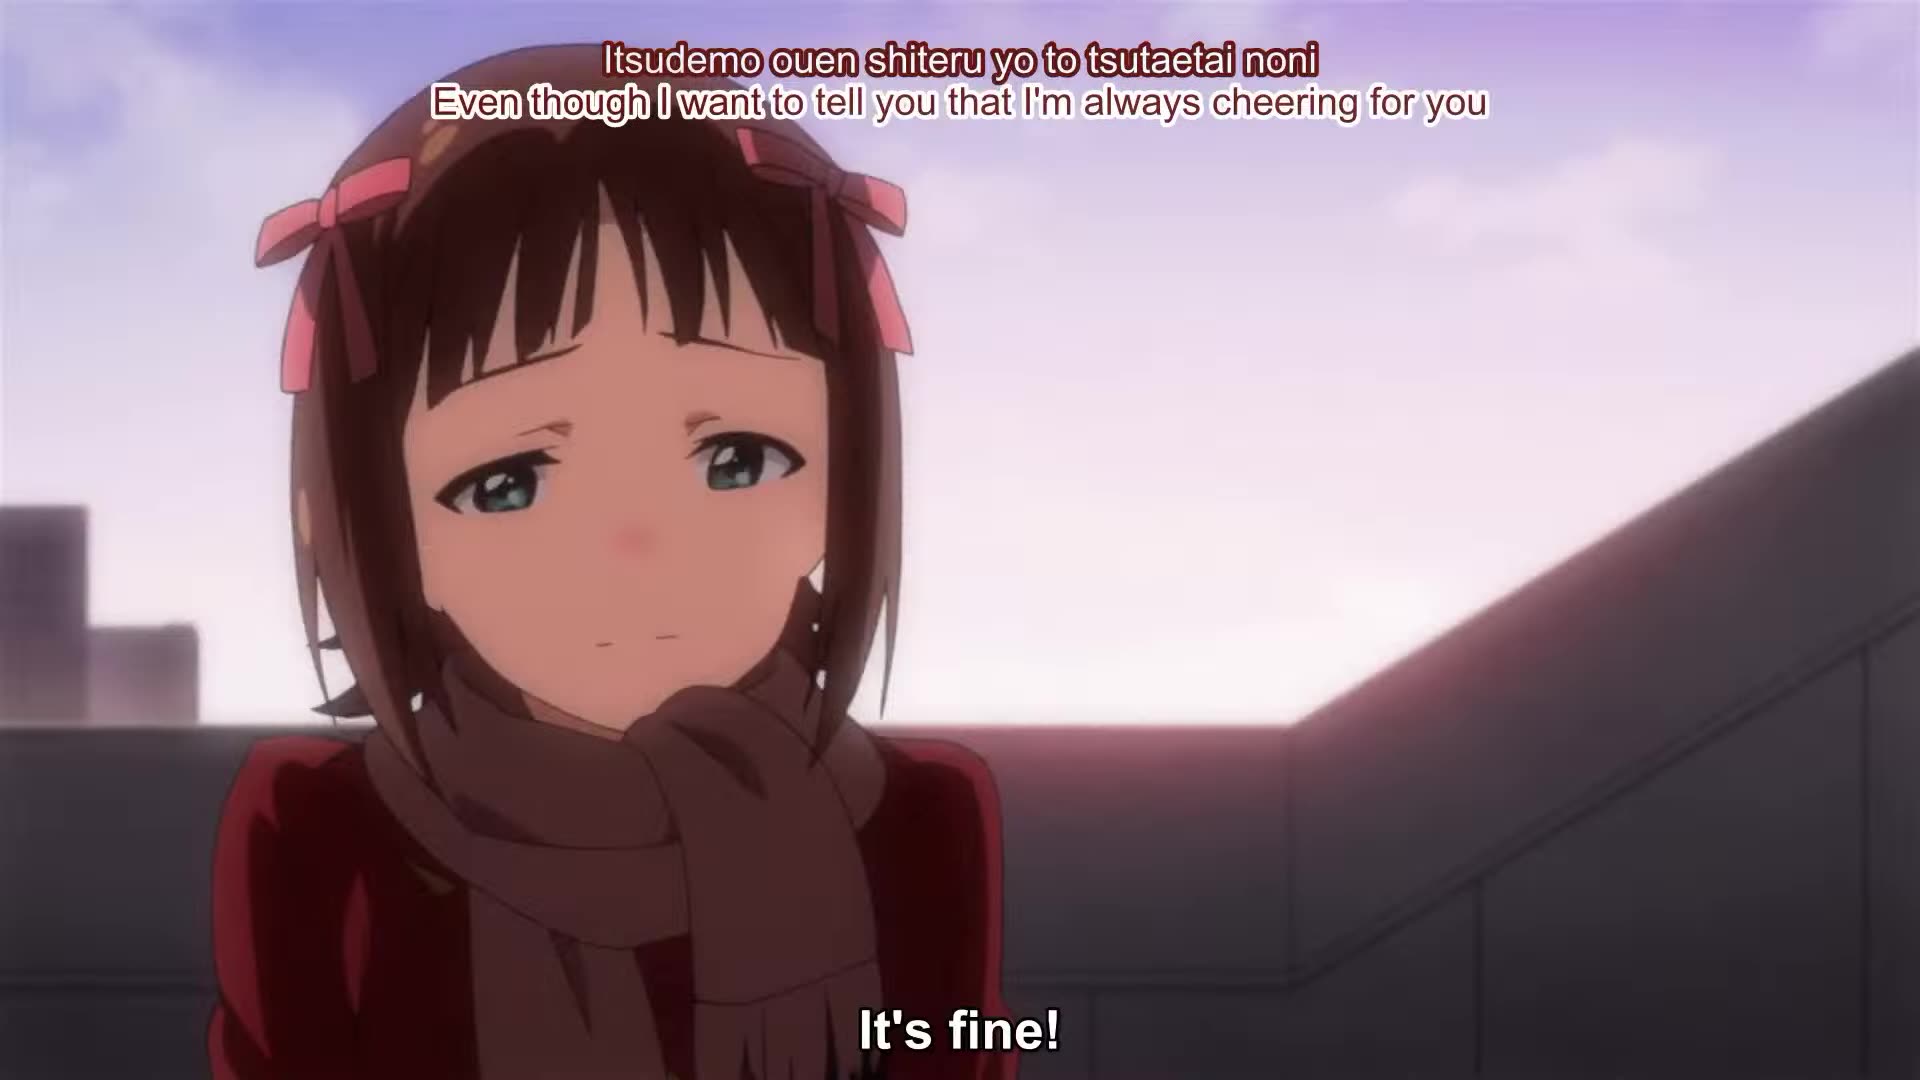 Itsudemo ouen shiteru yo to tsutaetai noni
Even though I want to tell you that I'm always cheering for you
It's fine!